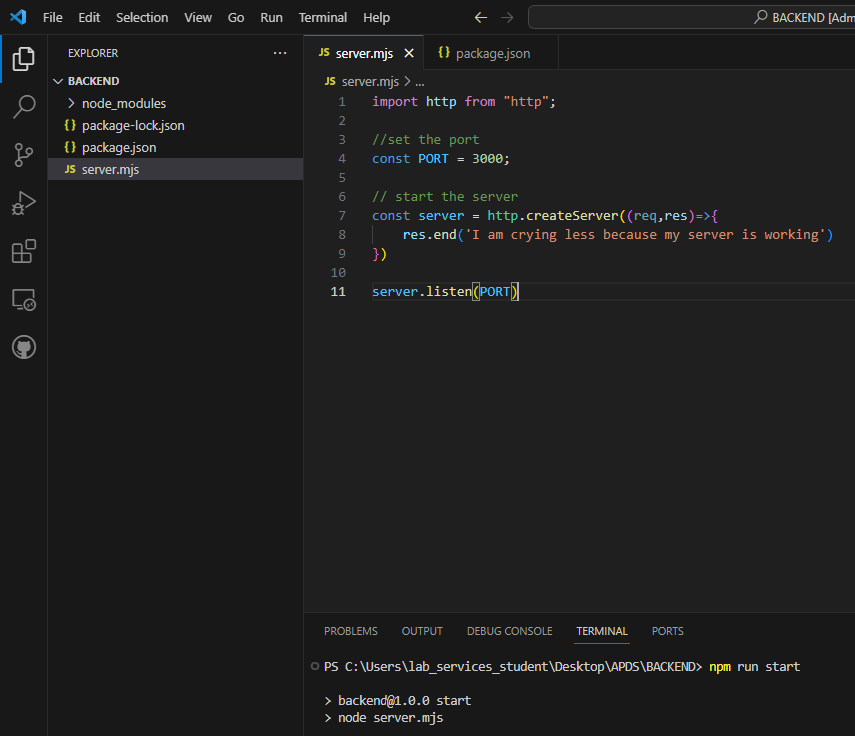 File Edit Selection View Go Run Terminal Help
BACKEND [Adm
EXPLORER
BACKEND
node_modules
{} package-lock.json
{} package.json
JS server.mjs
JS server.mjs
{} package.json
JS server.mjs > ...
1 import http from "http";
2
3 //set the port
4 const PORT = 3000;
5
6 // start the server
7 const server = http.createServer((req,res)=>{
8 res.end('I am crying less because my server is working')
9 })
10
11 server.listen(PORT)
PROBLEMS OUTPUT DEBUG CONSOLE TERMINAL PORTS
PS C:\Users\lab_services_student\Desktop\APDS\BACKEND> npm run start
> backend@1.0.0 start
> node server.mjs